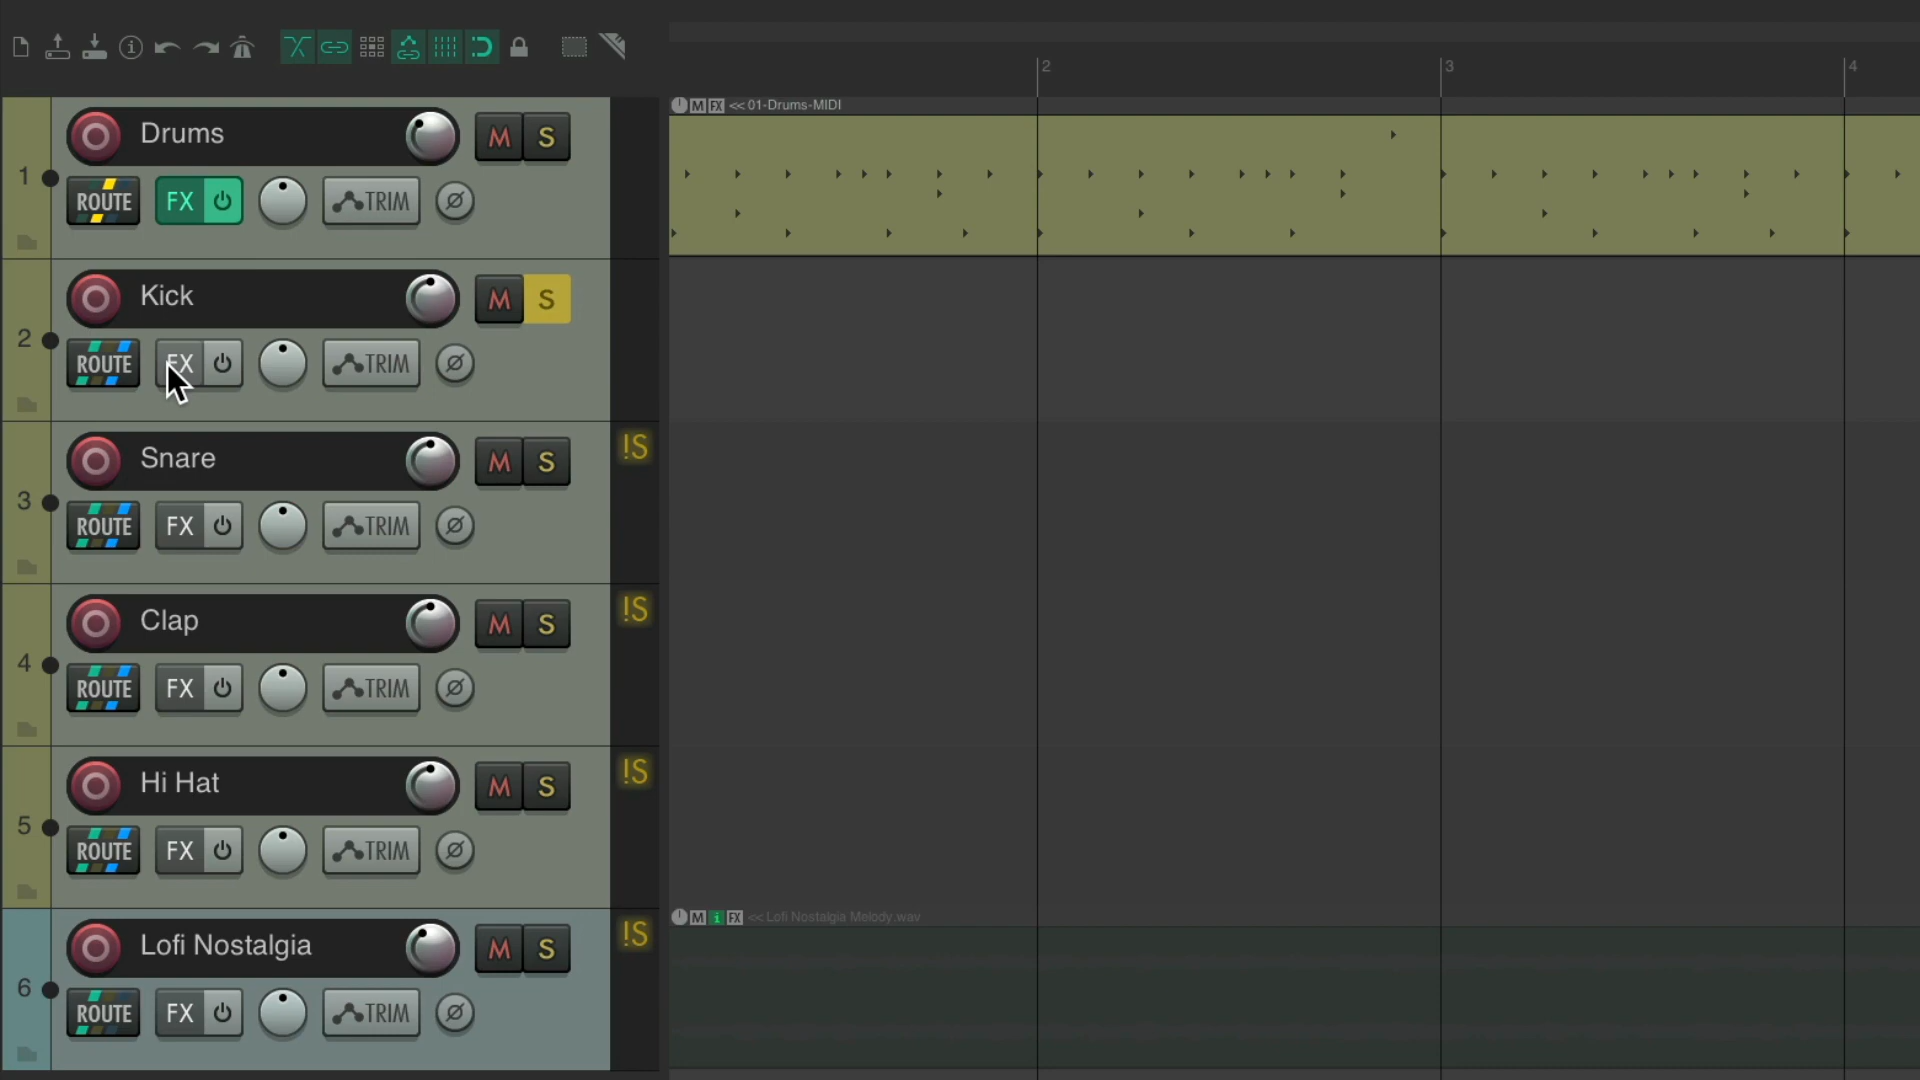 2
3
4
M FX << 01-Drums-MIDI
1
Drums
M S
ROUTE FX TRIM
2
Kick
M S
ROUTE FX TRIM
3
Snare
M S
!S
ROUTE FX TRIM
4
Clap
M S
!S
ROUTE FX TRIM
5
Hi Hat
M S
!S
ROUTE FX TRIM
6
Lofi Nostalgia
M S
!S
ROUTE FX TRIM
M i FX << Lofi Nostalgia Melody.wav